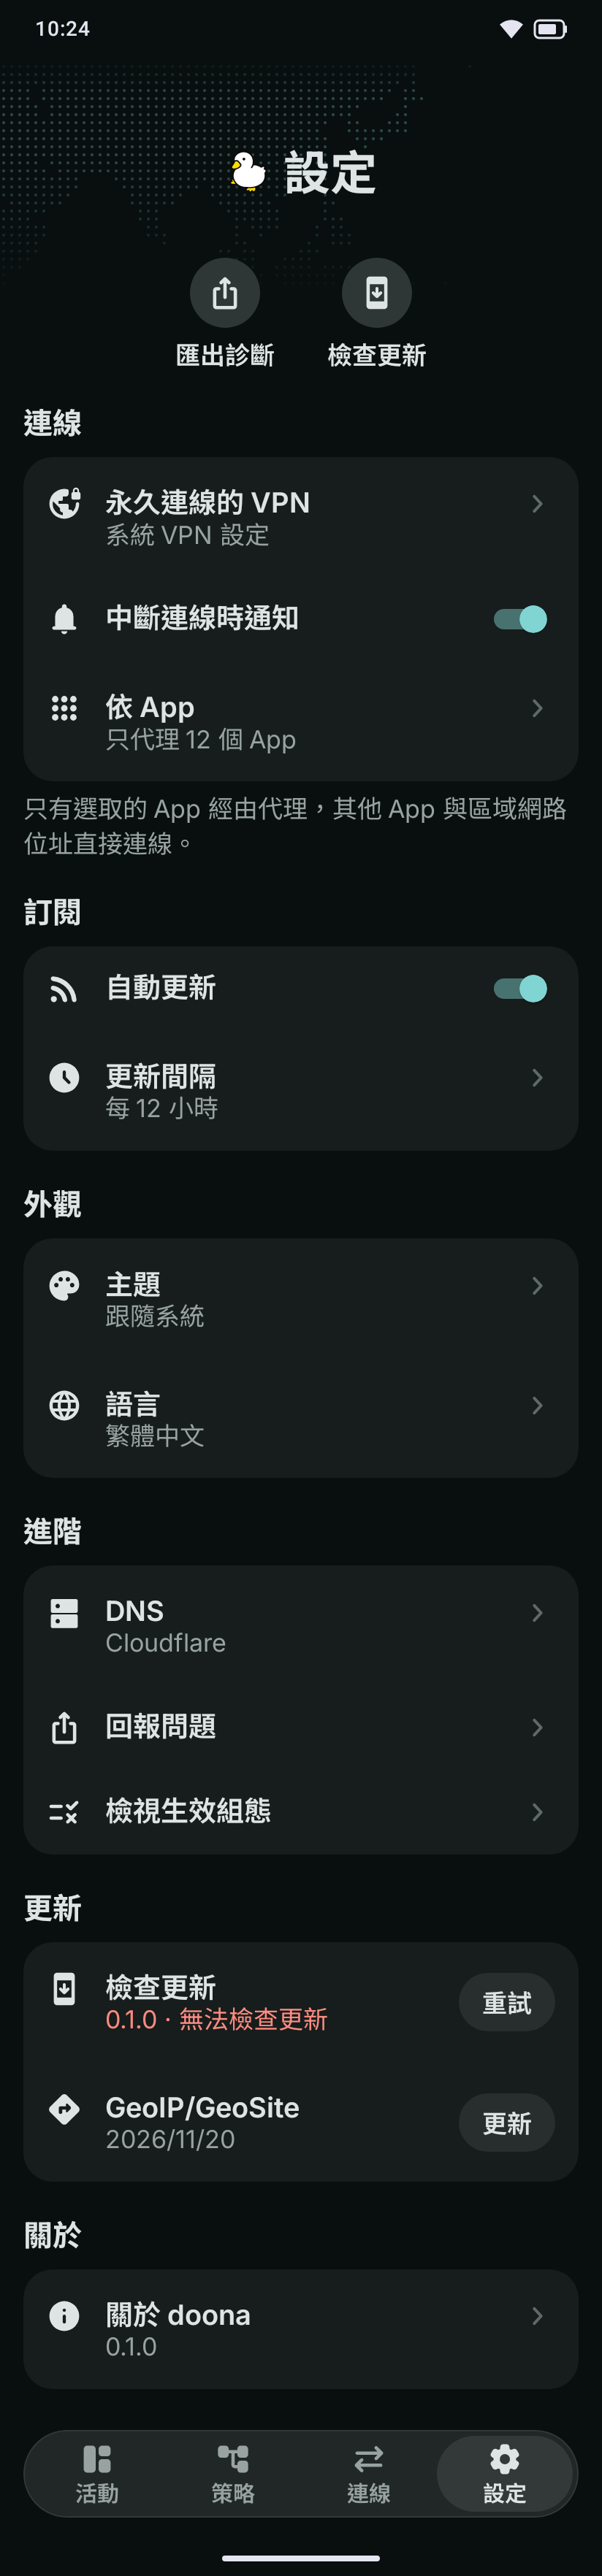 10:24
設定
匯出診斷
檢查更新
連線
永久連線的 VPN
系統 VPN 設定
中斷連線時通知
依 App
只代理 12 個 App
只有選取的 App 經由代理，其他 App 與區域網路
位址直接連線。
訂閱
自動更新
更新間隔
每 12 小時
外觀
主題
跟隨系統
語言
繁體中文
進階
DNS
Cloudflare
回報問題
檢視生效組態
更新
檢查更新
0.1.0 · 無法檢查更新
重試
GeoIP/GeoSite
2026/11/20
更新
關於
關於 doona
0.1.0
活動
策略
連線
設定